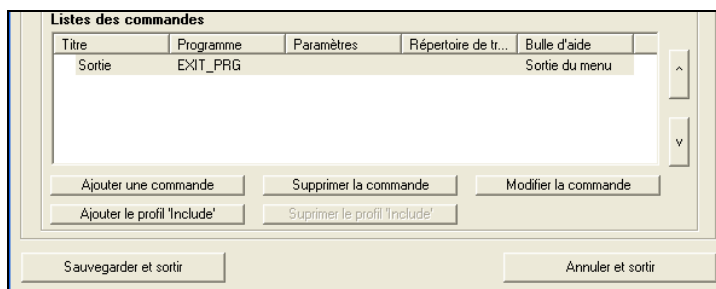 Listes des commandes
Titre Programme Paramètres Répertoire de tr... Bulle d'aide
Sortie EXIT_PRG Sortie du menu
^
v
Ajouter une commande Supprimer la commande Modifier la commande
Ajouter le profil 'Include' Suprimer le profil 'Include'
Sauvegarder et sortir Annuler et sortir